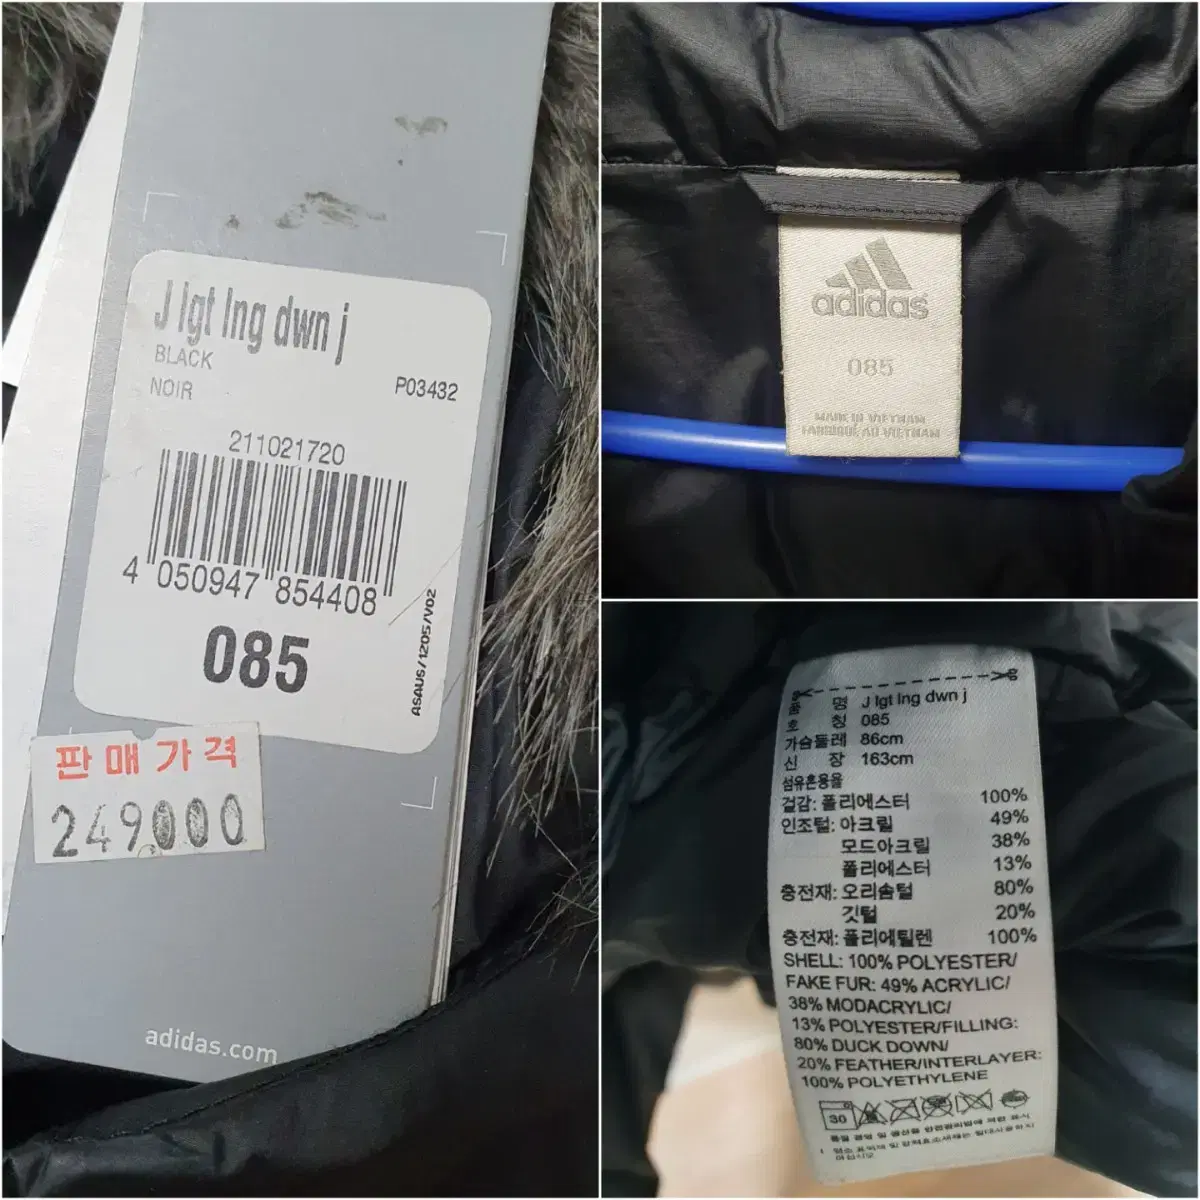 J lgt lng dwn j
BLACK
NOIR
P03432
211021720
4 050947 854408
085
ASAUS/1205/V02
판매가격
249,000
adidas.com
adidas
085
MADE IN VIETNAM
FABRIQUÉ AU VIETNAM
품 명 J lgt lng dwn j
호 칭 085
가슴둘레 86cm
신 장 163cm
섬유혼용율
겉감: 폴리에스터 100%
인조털: 아크릴 49%
모드아크릴 38%
폴리에스터 13%
충전재: 오리솜털 80%
깃털 20%
충전재: 폴리에틸렌 100%
SHELL: 100% POLYESTER/
FAKE FUR: 49% ACRYLIC/
38% MODACRYLIC/
13% POLYESTER/FILLING:
80% DUCK DOWN/
20% FEATHER/INTERLAYER:
100% POLYETHYLENE
30